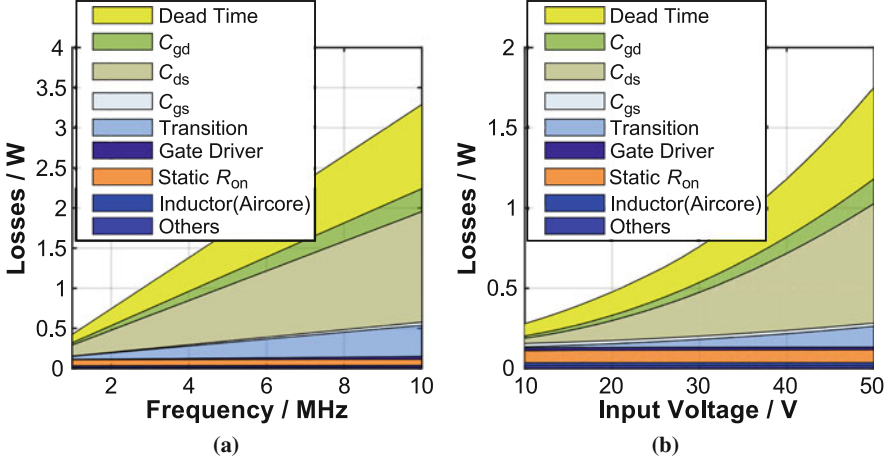 Dead Time
Cgd
Cds
Cgs
Transition
Gate Driver
Static Ron
Inductor(Aircore)
Others
4
3.5
3
2.5
2
1.5
1
0.5
0
Losses / W
2 4 6 8 10
Frequency / MHz
(a)
Dead Time
Cgd
Cds
Cgs
Transition
Gate Driver
Static Ron
Inductor(Aircore)
Others
2
1.5
1
0.5
0
Losses / W
10 20 30 40 50
Input Voltage / V
(b)